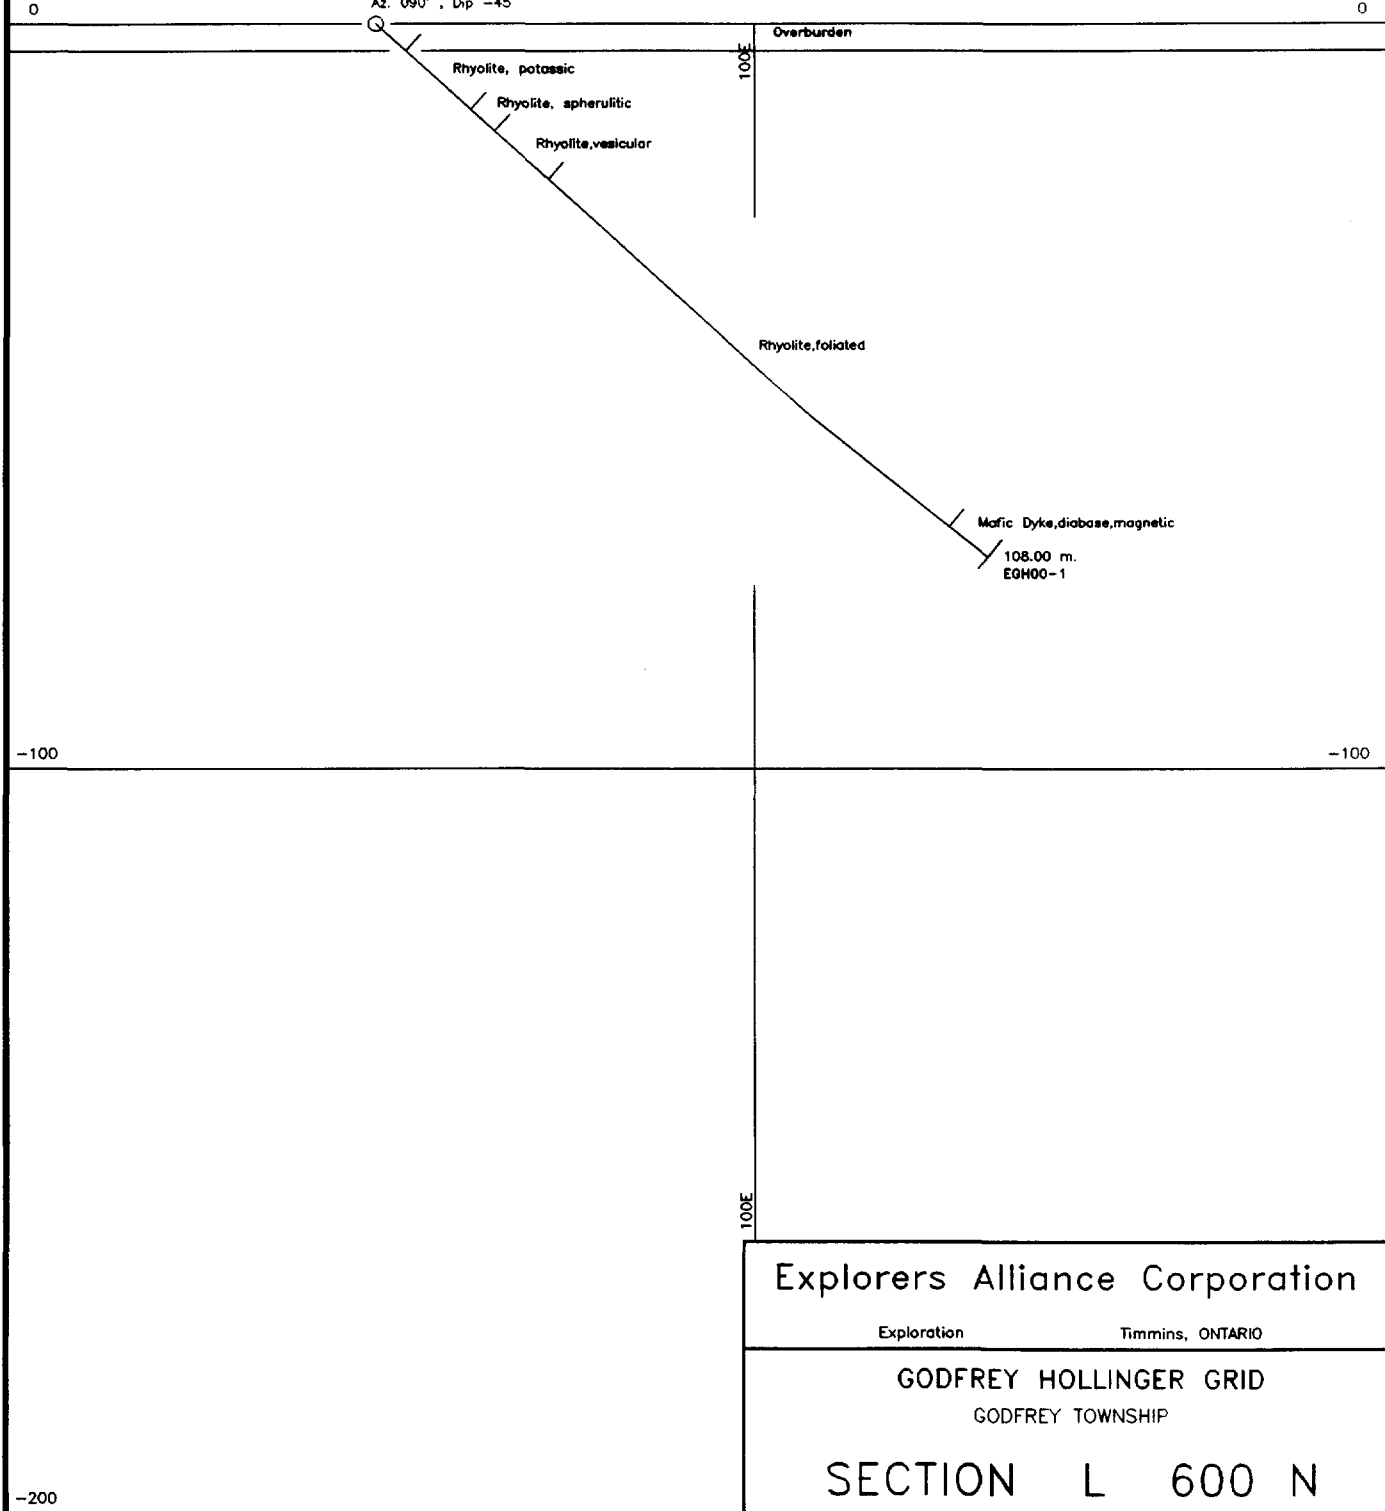 Az. 090° , Dip -45
0
0
Overburden
100E
Rhyolite, potassic
Rhyolite, spherulitic
Rhyolite,vesicular
Rhyolite,foliated
Mafic Dyke,diabase,magnetic
108.00 m.
EGH00-1
-100
-100
100E
Explorers Alliance Corporation
Exploration Timmins, ONTARIO
GODFREY HOLLINGER GRID
GODFREY TOWNSHIP
SECTION L 600 N
-200